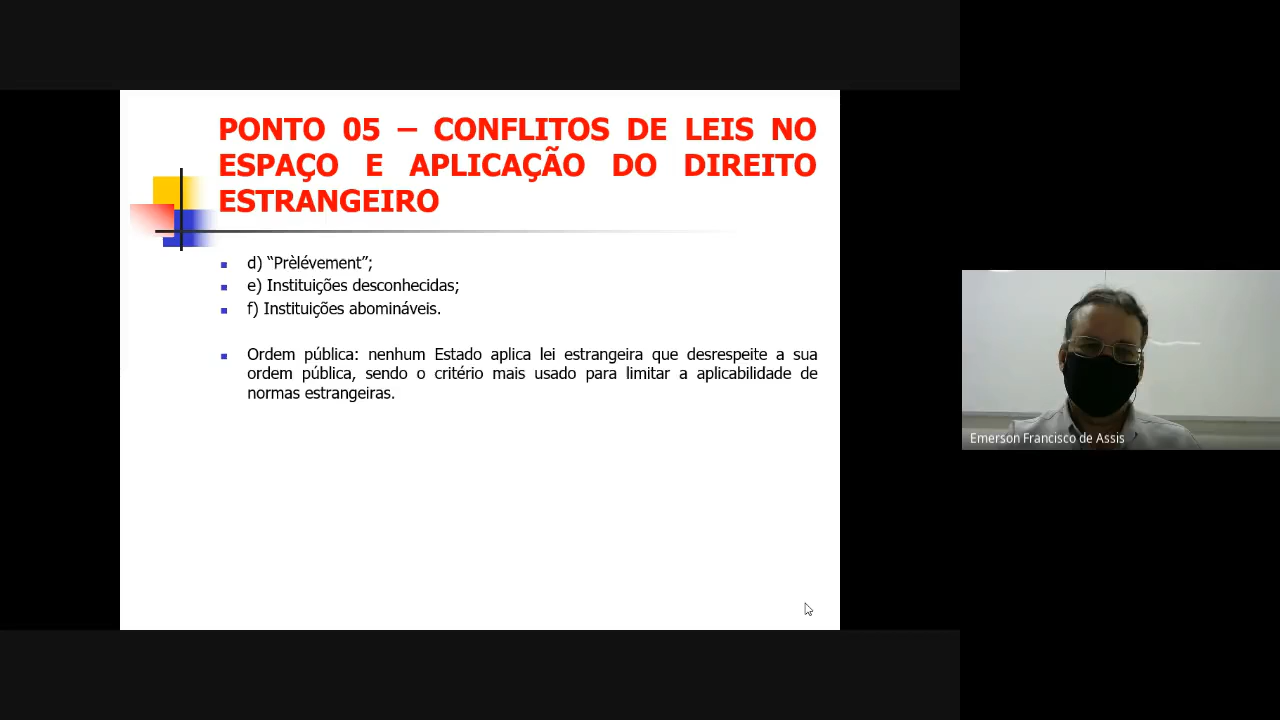 PONTO 05 – CONFLITOS DE LEIS NO
ESPAÇO E APLICAÇÃO DO DIREITO
ESTRANGEIRO
d) “Prèlévement”;
e) Instituições desconhecidas;
f) Instituições abomináveis.
Ordem pública: nenhum Estado aplica lei estrangeira que desrespeite a sua
ordem pública, sendo o critério mais usado para limitar a aplicabilidade de
normas estrangeiras.
Emerson Francisco de Assis